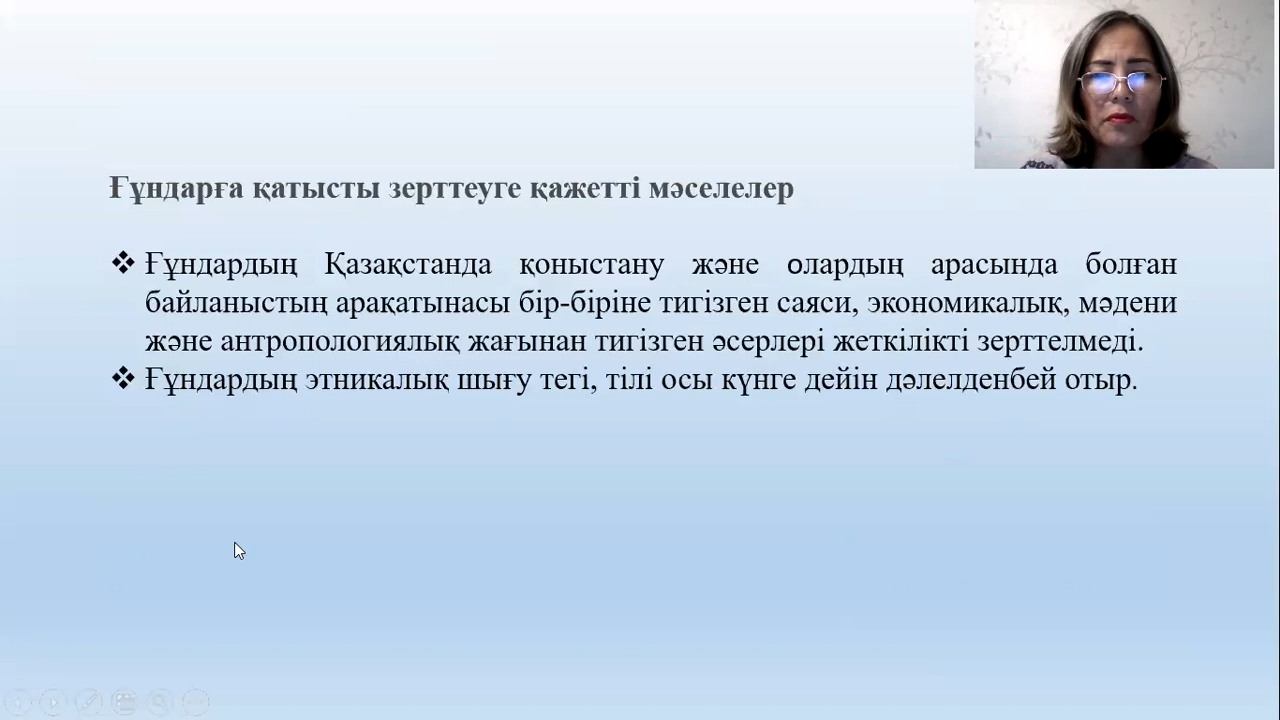 Ғұндарға қатысты зерттеуге қажетті мәселелер
❖ Ғұндардың Қазақстанда қоныстану және олардың арасында болған
байланыстың арақатынасы бір-біріне тигізген саяси, экономикалық, мәдени
және антропологиялық жағынан тигізген әсерлері жеткілікті зерттелмеді.
❖ Ғұндардың этникалық шығу тегі, тілі осы күнге дейін дәлелденбей отыр.